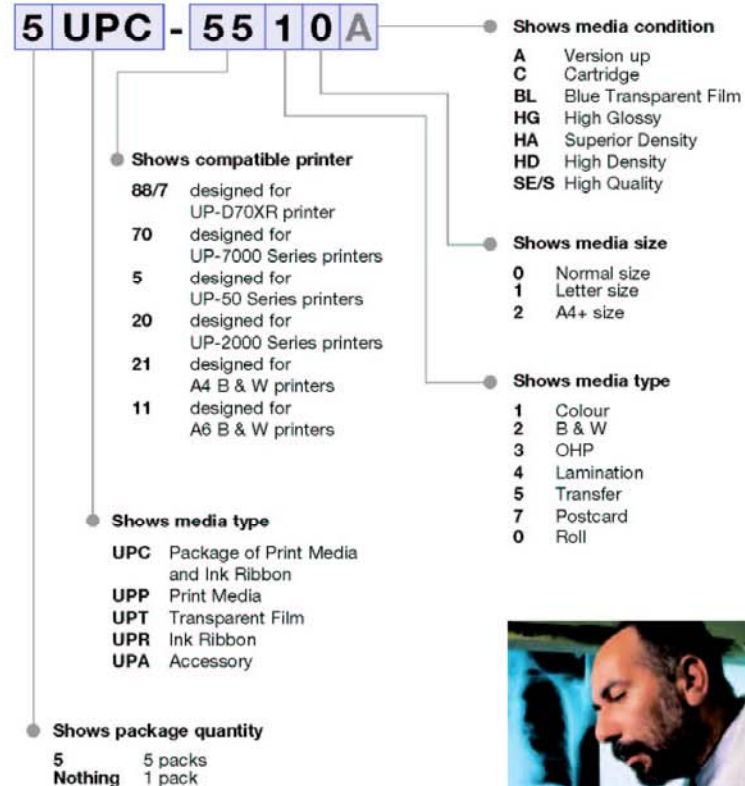 5 UPC - 55 1 0 A
Shows media condition
A Version up
C Cartridge
BL Blue Transparent Film
HG High Glossy
HA Superior Density
HD High Density
SE/S High Quality
Shows compatible printer
88/7 designed for
UP-D70XR printer
70 designed for
UP-7000 Series printers
5 designed for
UP-50 Series printers
20 designed for
UP-2000 Series printers
21 designed for
A4 B & W printers
11 designed for
A6 B & W printers
Shows media size
0 Normal size
1 Letter size
2 A4+ size
Shows media type
1 Colour
2 B & W
3 OHP
4 Lamination
5 Transfer
7 Postcard
0 Roll
Shows media type
UPC Package of Print Media
and Ink Ribbon
UPP Print Media
UPT Transparent Film
UPR Ink Ribbon
UPA Accessory
Shows package quantity
5 5 packs
Nothing 1 pack